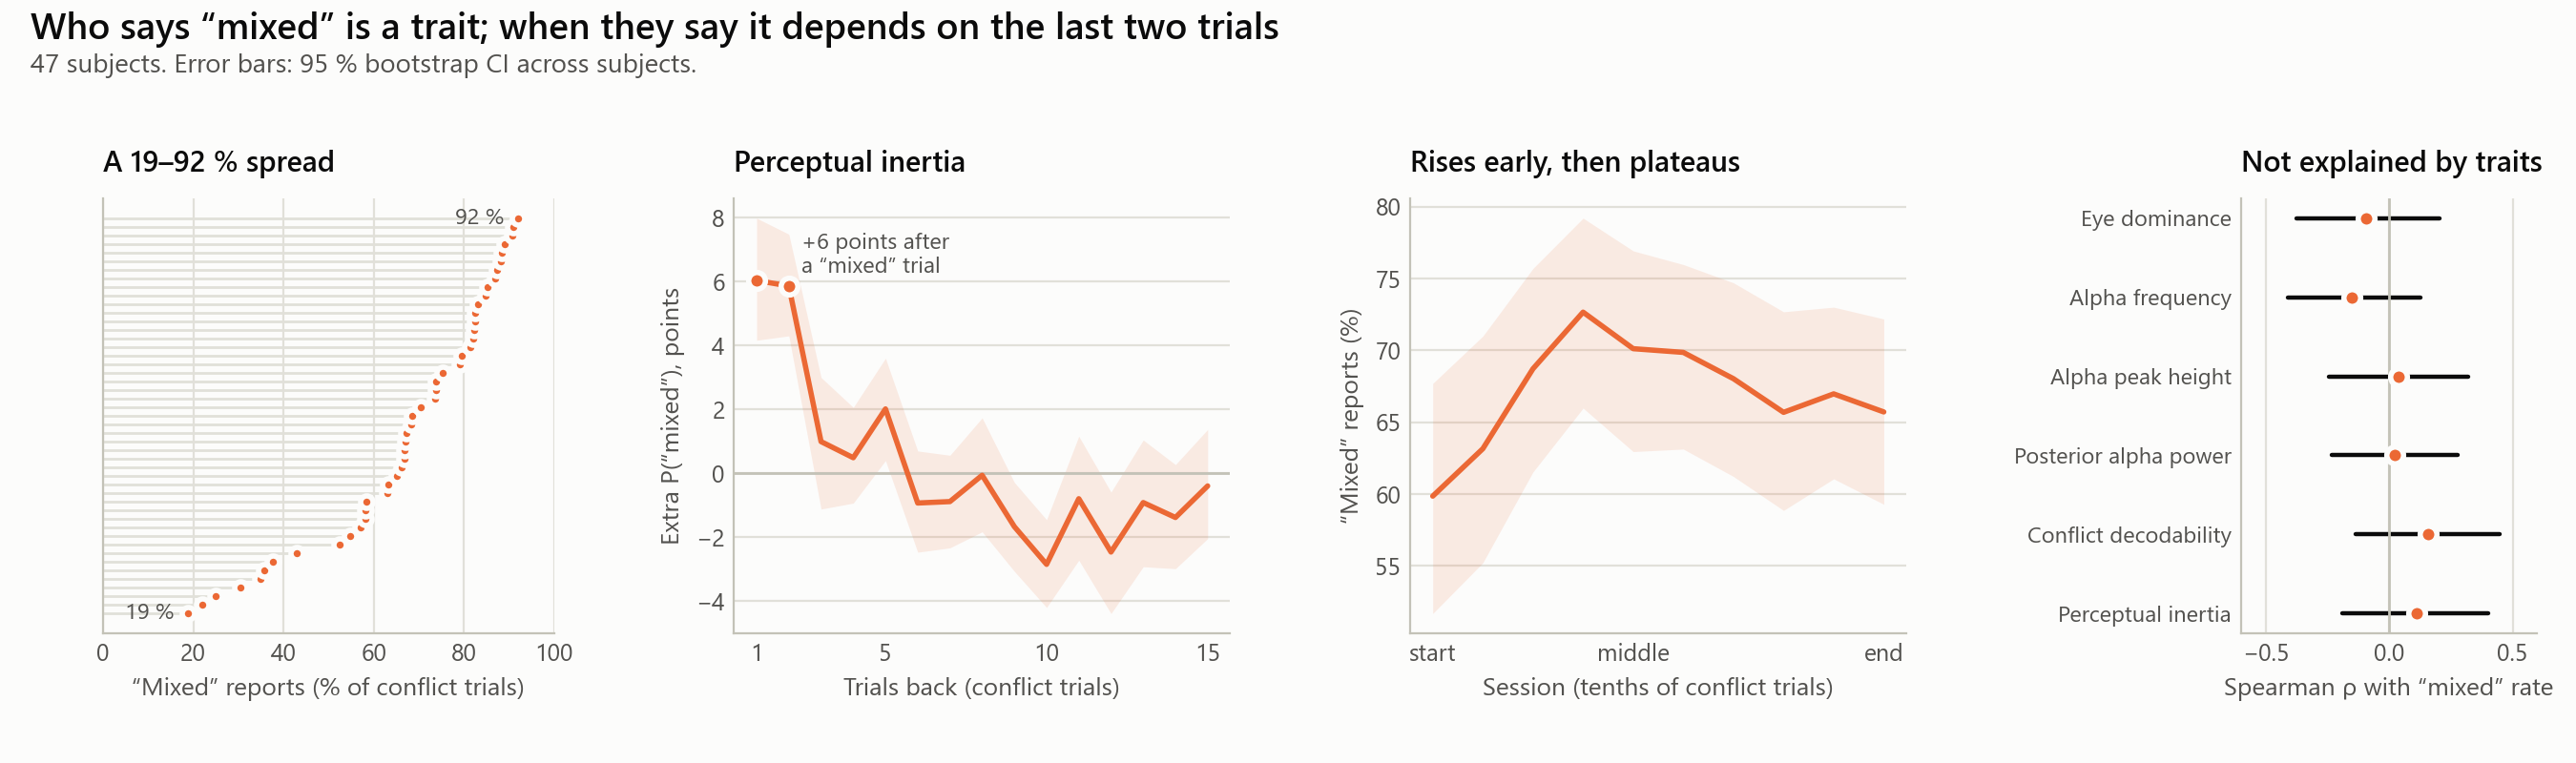 Who says “mixed” is a trait; when they say it depends on the last two trials
47 subjects. Error bars: 95 % bootstrap CI across subjects.
A 19–92 % spread
92 %
19 %
0 20 40 60 80 100
“Mixed” reports (% of conflict trials)
Perceptual inertia
Extra P(“mixed”), points
8
6
4
2
0
−2
−4
+6 points after
a “mixed” trial
1 5 10 15
Trials back (conflict trials)
Rises early, then plateaus
“Mixed” reports (%)
80
75
70
65
60
55
start middle end
Session (tenths of conflict trials)
Not explained by traits
Eye dominance
Alpha frequency
Alpha peak height
Posterior alpha power
Conflict decodability
Perceptual inertia
−0.5 0.0 0.5
Spearman ρ with “mixed” rate